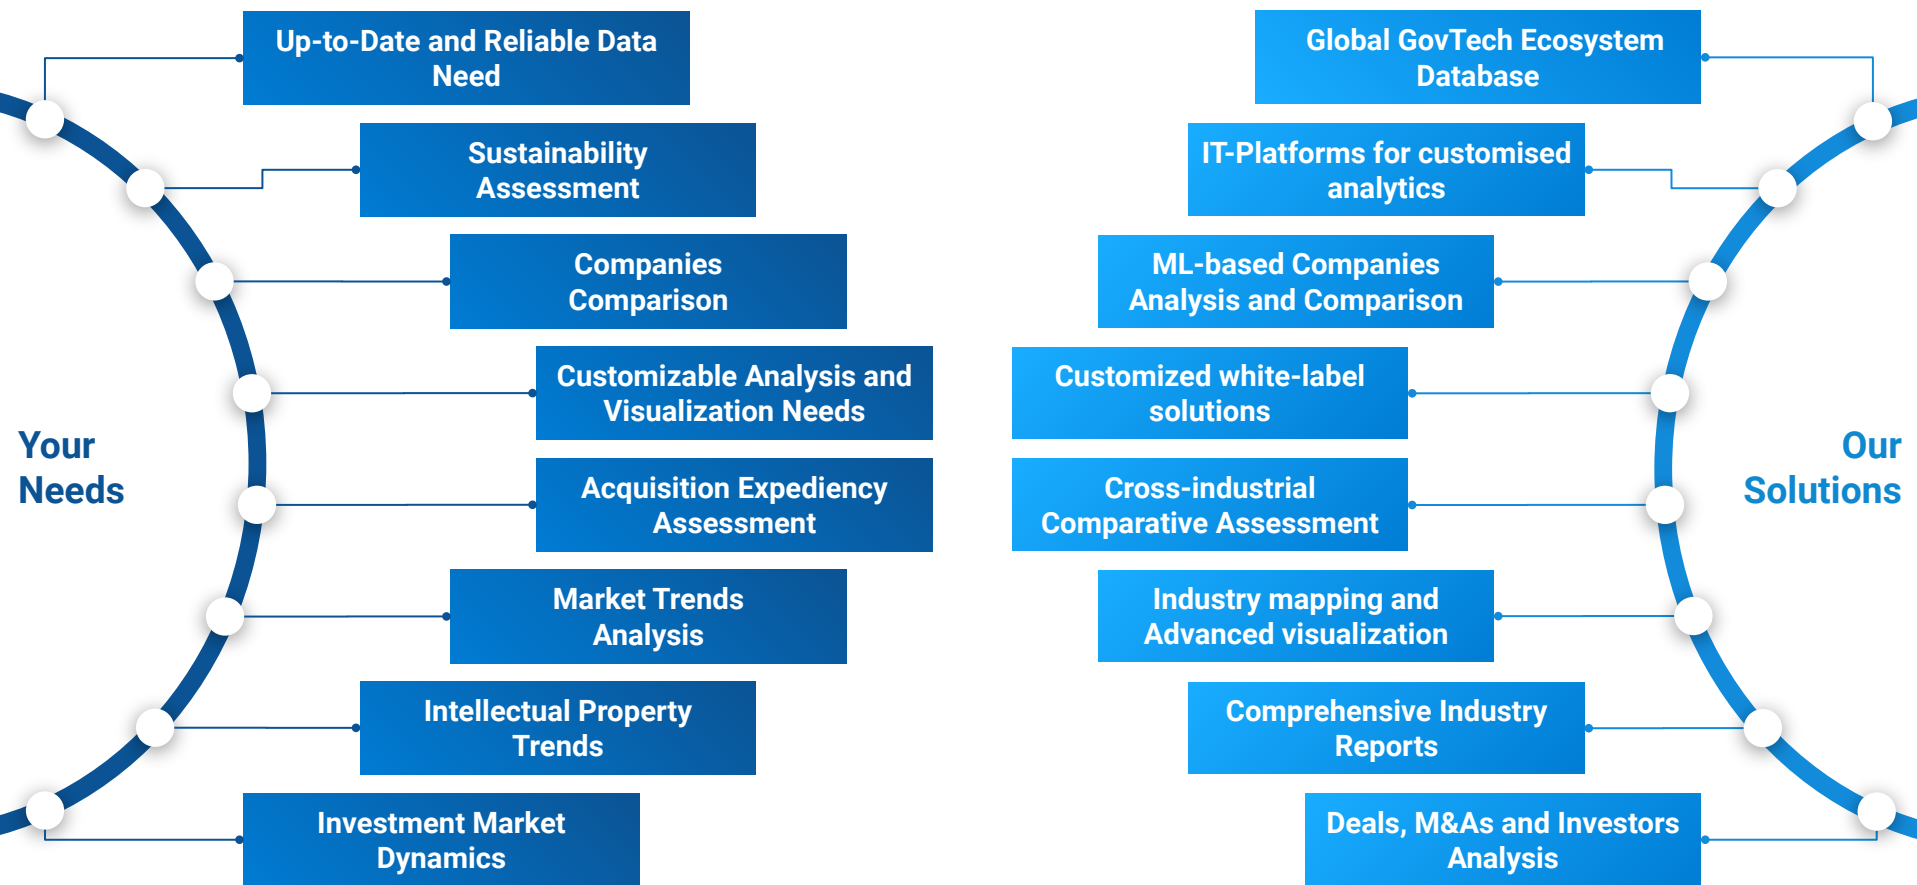 Your
Needs
Up-to-Date and Reliable Data
Need
Sustainability
Assessment
Companies
Comparison
Customizable Analysis and
Visualization Needs
Acquisition Expediency
Assessment
Market Trends
Analysis
Intellectual Property
Trends
Investment Market
Dynamics
Our
Solutions
Global GovTech Ecosystem
Database
IT-Platforms for customised
analytics
ML-based Companies
Analysis and Comparison
Customized white-label
solutions
Cross-industrial
Comparative Assessment
Industry mapping and
Advanced visualization
Comprehensive Industry
Reports
Deals, M&As and Investors
Analysis